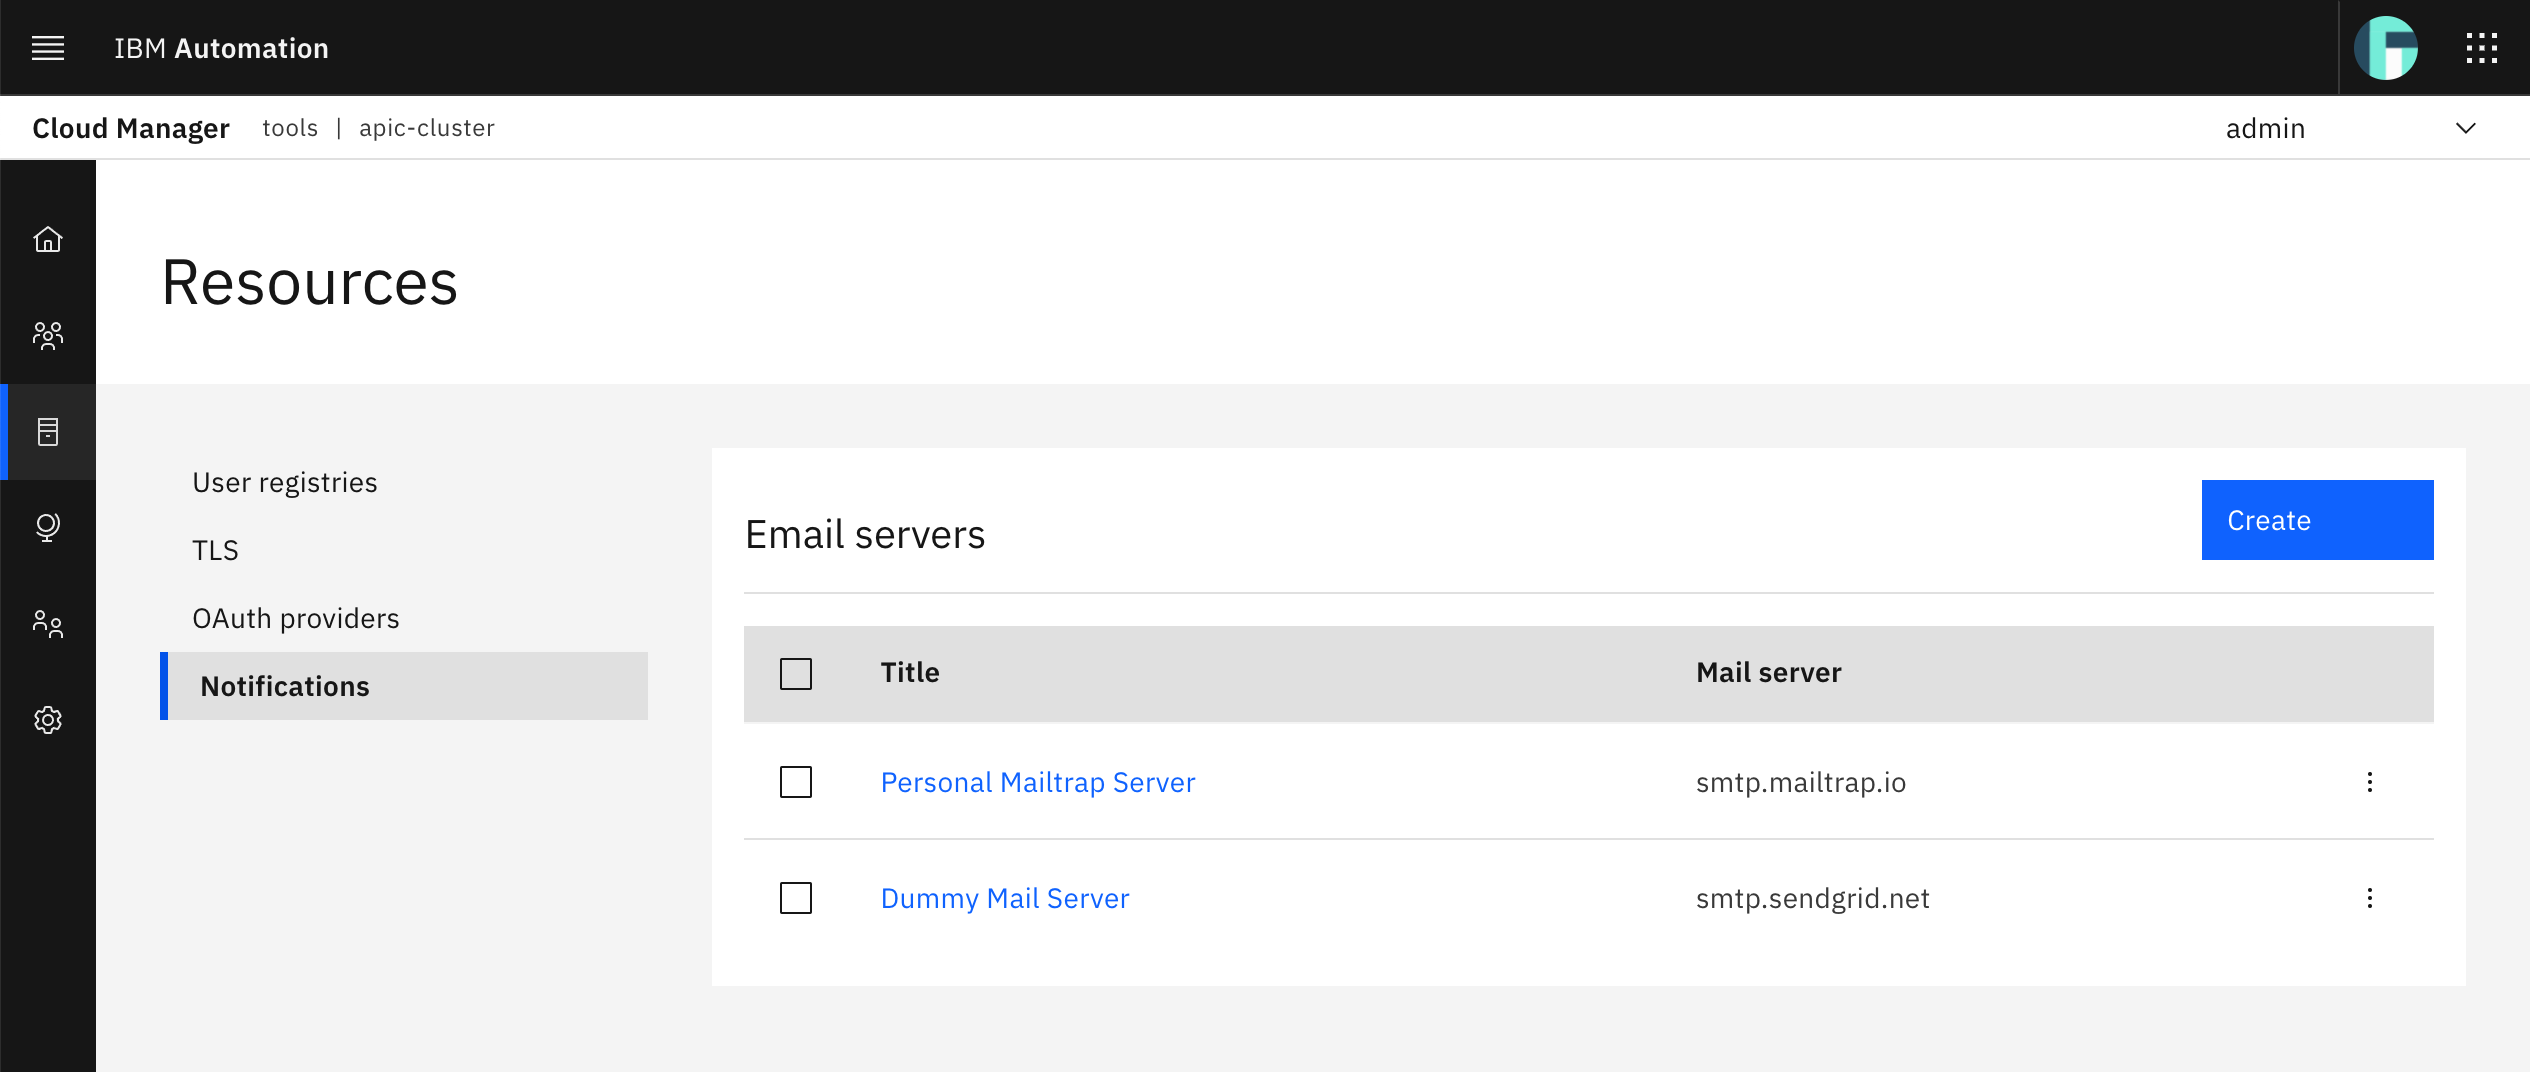 IBM Automation
Cloud Manager tools | apic-cluster admin
Resources
User registries
TLS
OAuth providers
Notifications
Email servers
Create
Title Mail server
Personal Mailtrap Server smtp.mailtrap.io
Dummy Mail Server smtp.sendgrid.net